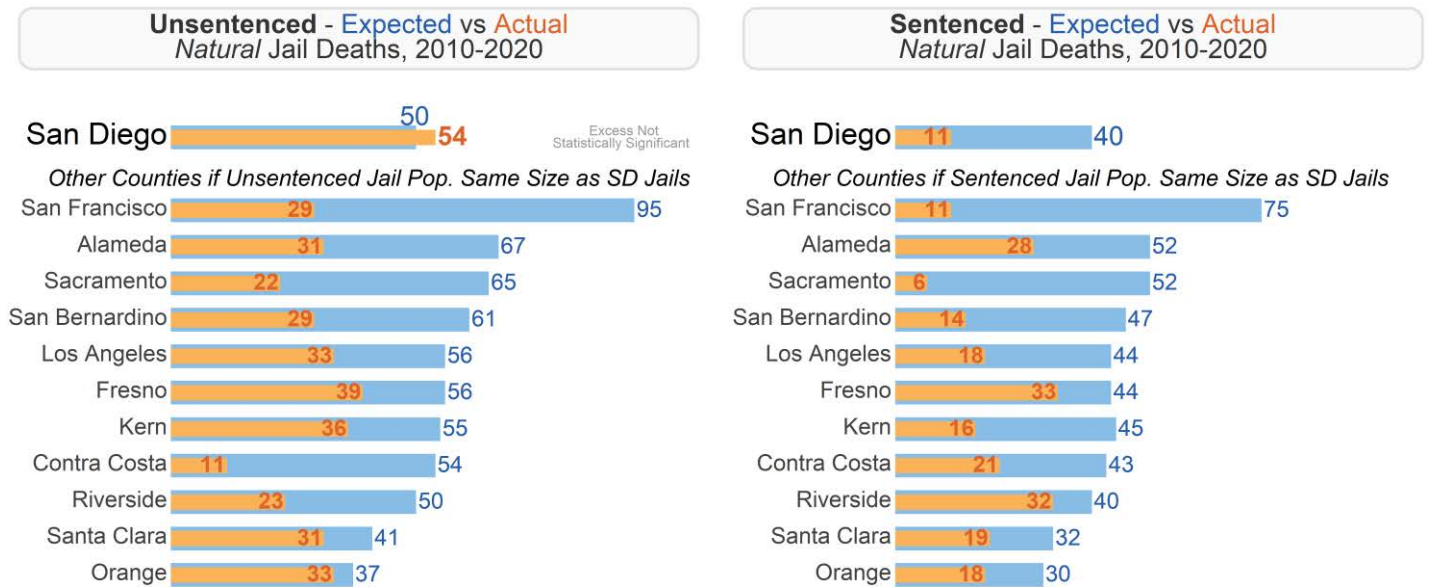 Unsentenced - Expected vs Actual
Natural Jail Deaths, 2010-2020
50
San Diego 54
Excess Not
Statistically Significant
Other Counties if Unsentenced Jail Pop. Same Size as SD Jails
San Francisco 29 95
Alameda 31 67
Sacramento 22 65
San Bernardino 29 61
Los Angeles 33 56
Fresno 39 56
Kern 36 55
Contra Costa 11 54
Riverside 23 50
Santa Clara 31 41
Orange 33 37
Sentenced - Expected vs Actual
Natural Jail Deaths, 2010-2020
San Diego 11 40
Other Counties if Sentenced Jail Pop. Same Size as SD Jails
San Francisco 11 75
Alameda 28 52
Sacramento 6 52
San Bernardino 14 47
Los Angeles 18 44
Fresno 33 44
Kern 16 45
Contra Costa 21 43
Riverside 32 40
Santa Clara 19 32
Orange 18 30